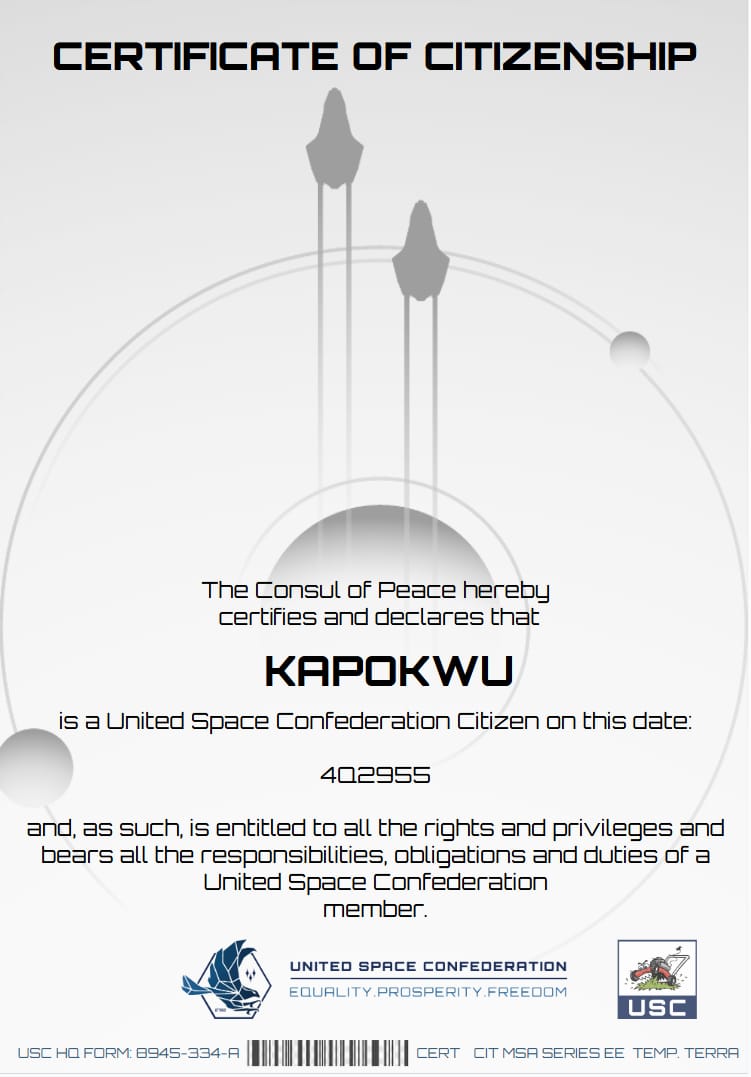 CERTIFICATE OF CITIZENSHIP
The Consul of Peace hereby
certifies and declares that
KAPOKWU
is a United Space Confederation Citizen on this date:
4Q2955
and, as such, is entitled to all the rights and privileges and
bears all the responsibilities, obligations and duties of a
United Space Confederation
member.
UNITED SPACE CONFEDERATION
EQUALITY.PROSPERITY.FREEDOM
USC
USC HQ FORM: 8945-334-A CERT CIT MSA SERIES EE TEMP. TERRA